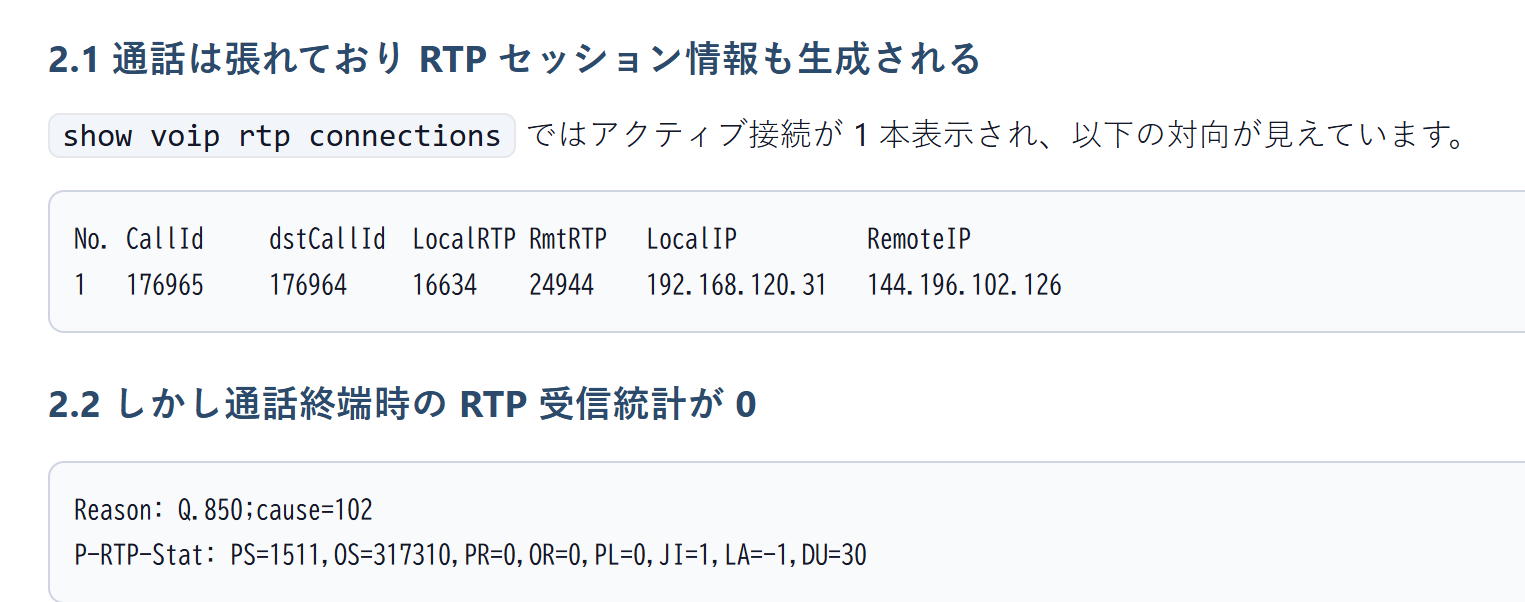 2.1 通話は張れており RTP セッション情報も生成される
show voip rtp connections ではアクティブ接続が 1 本表示され、以下の対向が見えています。
No. CallId dstCallId LocalRTP RmtRTP LocalIP RemoteIP
1 176965 176964 16634 24944 192.168.120.31 144.196.102.126
2.2 しかし通話終端時の RTP 受信統計が 0
Reason: Q.850;cause=102
P-RTP-Stat: PS=1511,OS=317310,PR=0,OR=0,PL=0,JI=1,LA=-1,DU=30